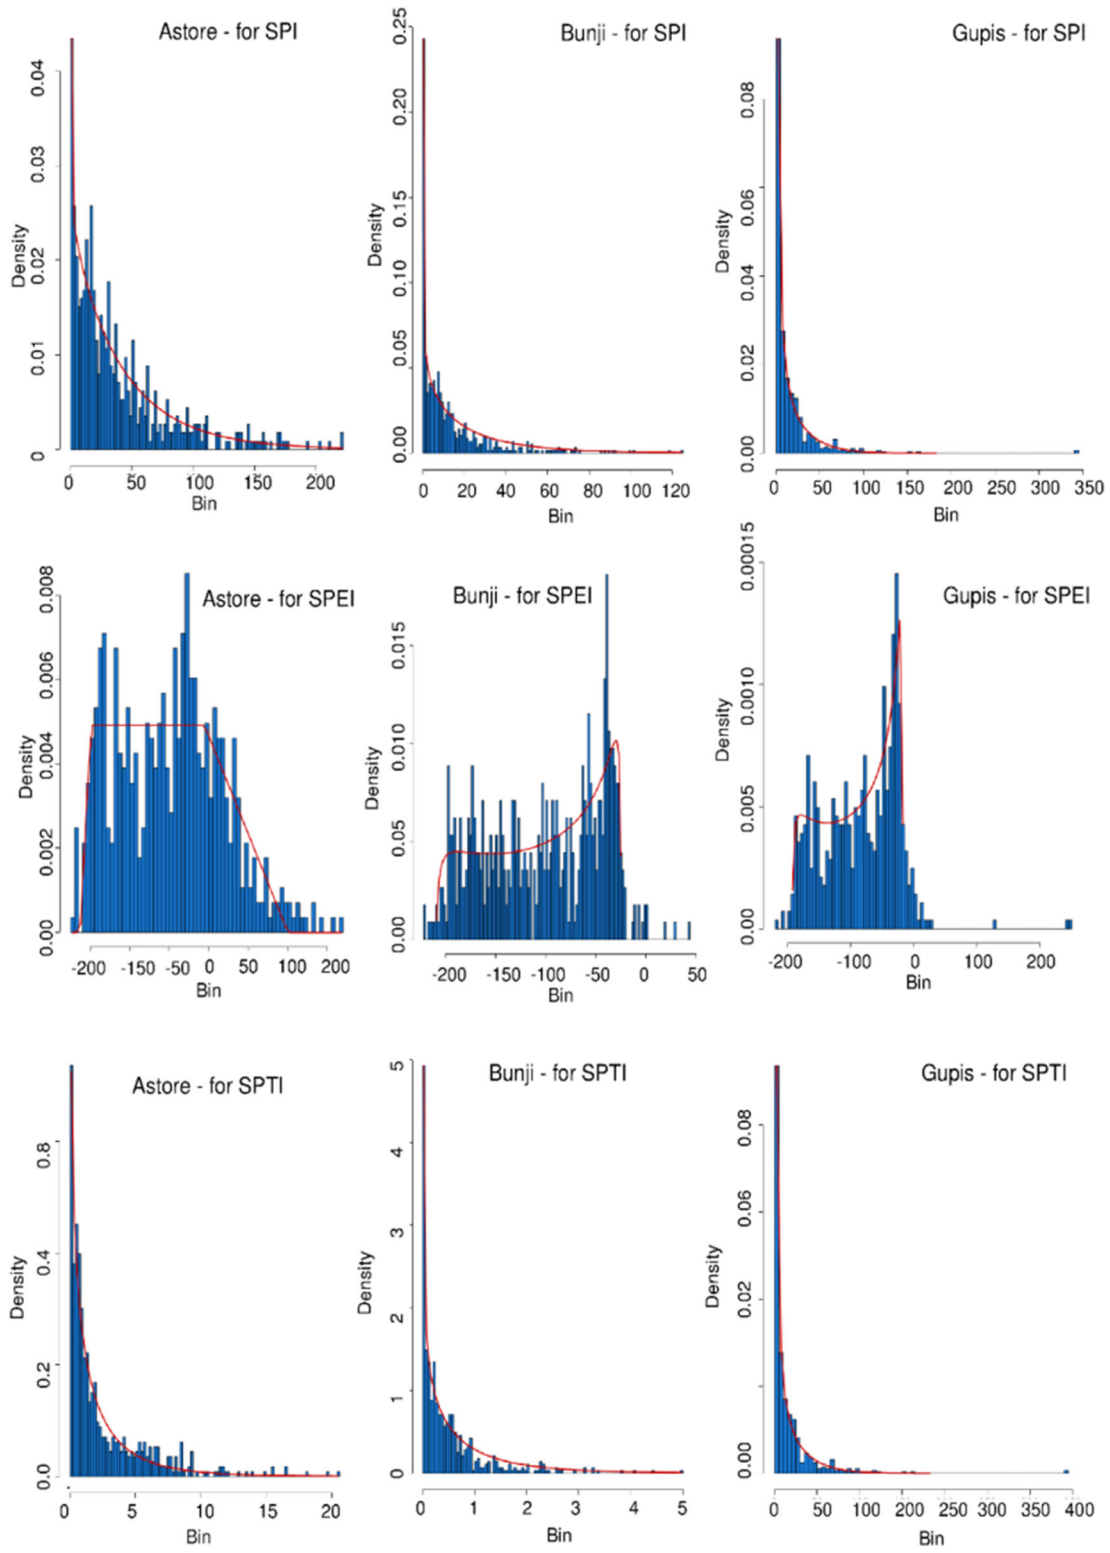 Astore - for SPI
Density
0.04
0.03
0.02
0.01
0
0 50 100 150 200
Bin
Bunji - for SPI
Density
0.25
0.20
0.15
0.10
0.05
0.00
0 20 40 60 80 100 120
Bin
Gupis - for SPI
Density
0.08
0.06
0.04
0.02
0.00
0 50 100 150 200 250 300 350
Bin
Astore - for SPEI
Density
0.008
0.006
0.004
0.002
0.00
-200 -150 -50 0 50 100 200
Bin
Bunji - for SPEI
Density
0.015
0.010
0.05
0.00
-200 -150 -100 -50 0 50
Bin
Gupis - for SPEI
Density
0.00015
0.0010
0.005
0.00
-200 -100 0 100 200
Bin
Astore - for SPTI
Density
0.8
0.4
0.2
0.0
0 5 10 15 20
Bin
Bunji - for SPTI
Density
5
4
3
2
1
0
0 1 2 3 4 5
Bin
Gupis - for SPTI
Density
0.08
0.06
0.02
0.00
0 50 100 150 200 250 300 350 400
Bin